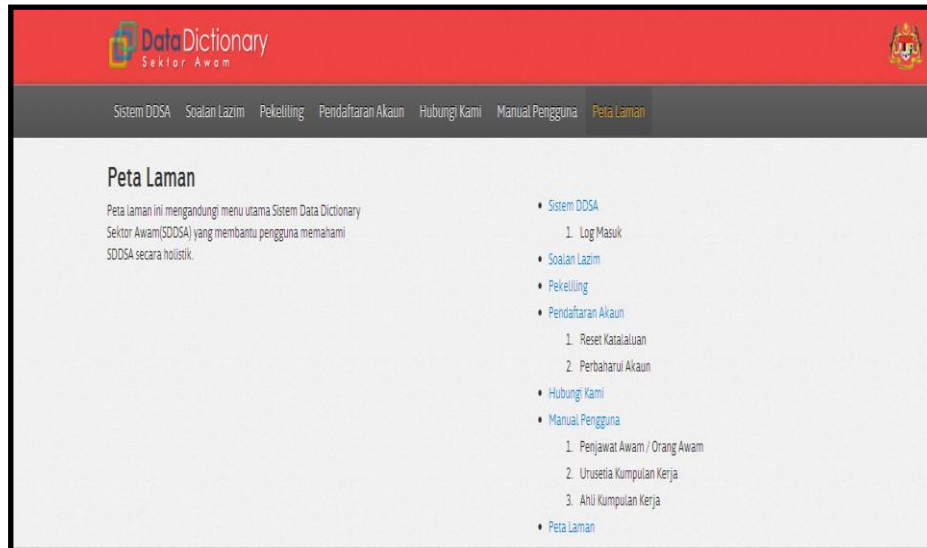 DataDictionary
Sektor Awam
Sistem DDSA Soalan Lazim Pekeliling Pendaftaran Akaun Hubungi Kami Manual Pengguna Peta Laman
Peta Laman
Peta laman ini mengandungi menu utama Sistem Data Dictionary
Sektor Awam(SDDSA) yang membantu pengguna memahami
SDDSA secara holistik.
• Sistem DDSA
1. Log Masuk
• Soalan Lazim
• Pekeliling
• Pendaftaran Akaun
1. Reset Katalaluan
2. Perbaharui Akaun
• Hubungi Kami
• Manual Pengguna
1. Penjawat Awam / Orang Awam
2. Urusetia Kumpulan Kerja
3. Ahli Kumpulan Kerja
• Peta Laman